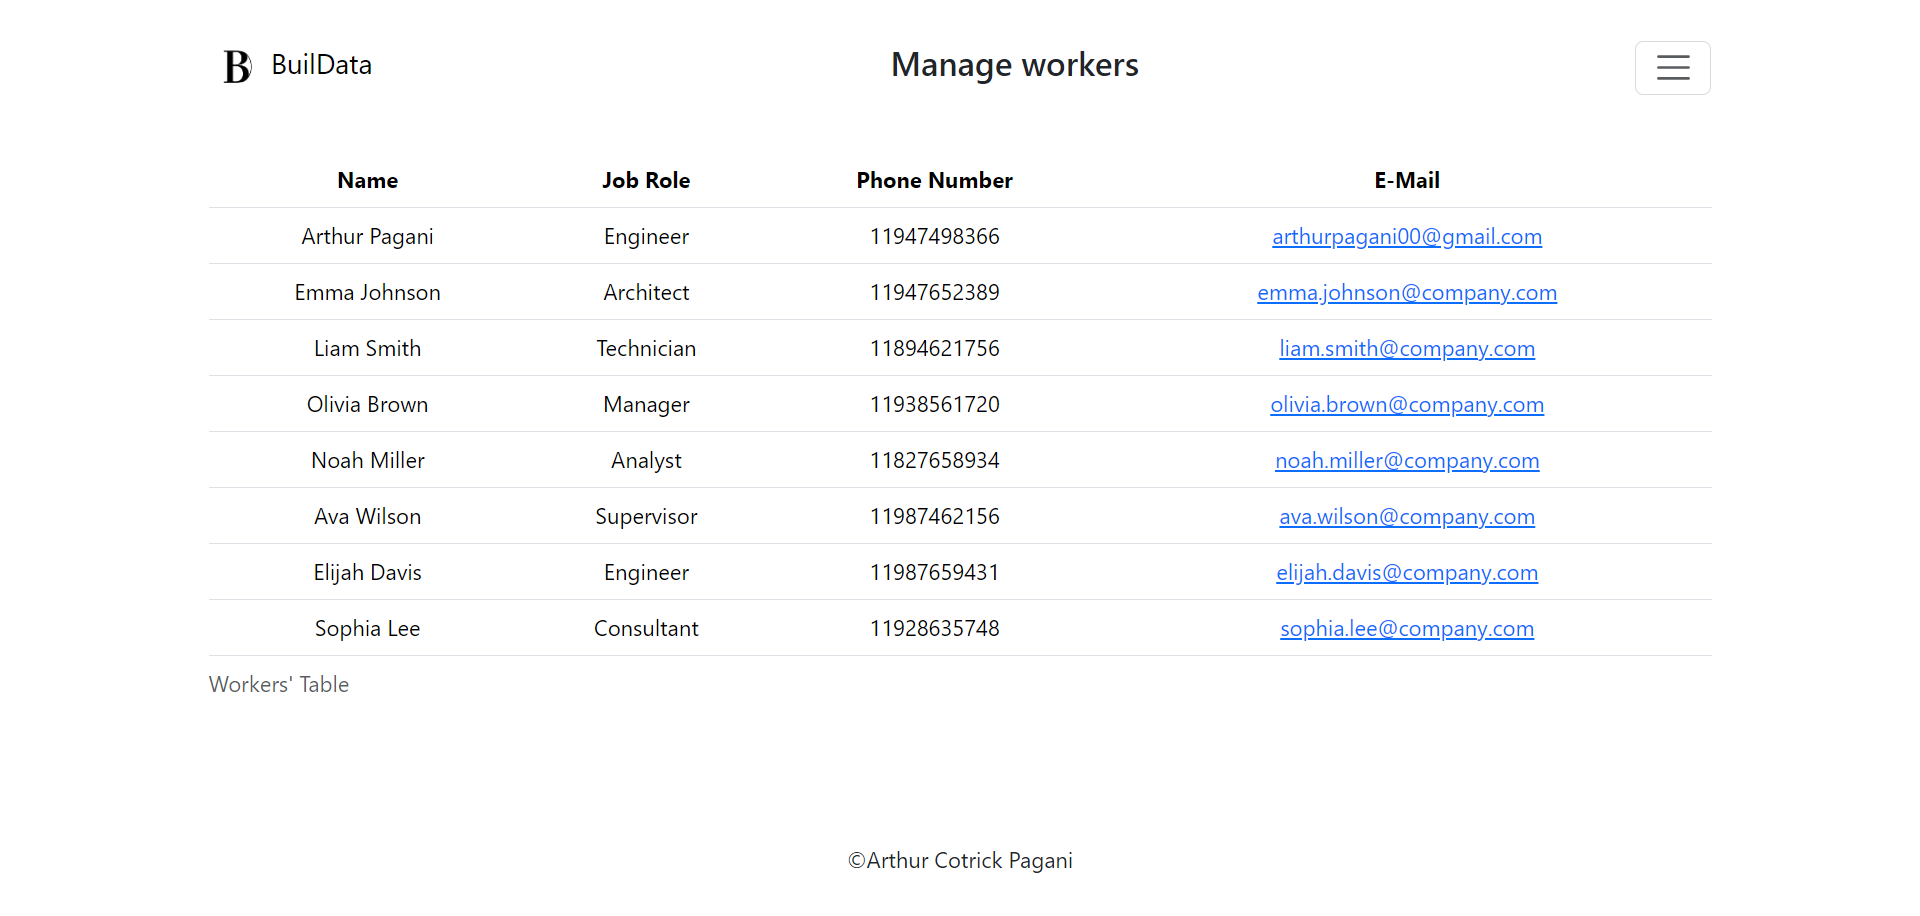 B BuilData Manage workers
Name Job Role Phone Number E-Mail
Arthur Pagani Engineer 11947498366 arthurpagani00@gmail.com
Emma Johnson Architect 11947652389 emma.johnson@company.com
Liam Smith Technician 11894621756 liam.smith@company.com
Olivia Brown Manager 11938561720 olivia.brown@company.com
Noah Miller Analyst 11827658934 noah.miller@company.com
Ava Wilson Supervisor 11987462156 ava.wilson@company.com
Elijah Davis Engineer 11987659431 elijah.davis@company.com
Sophia Lee Consultant 11928635748 sophia.lee@company.com
Workers' Table
©Arthur Cotrick Pagani